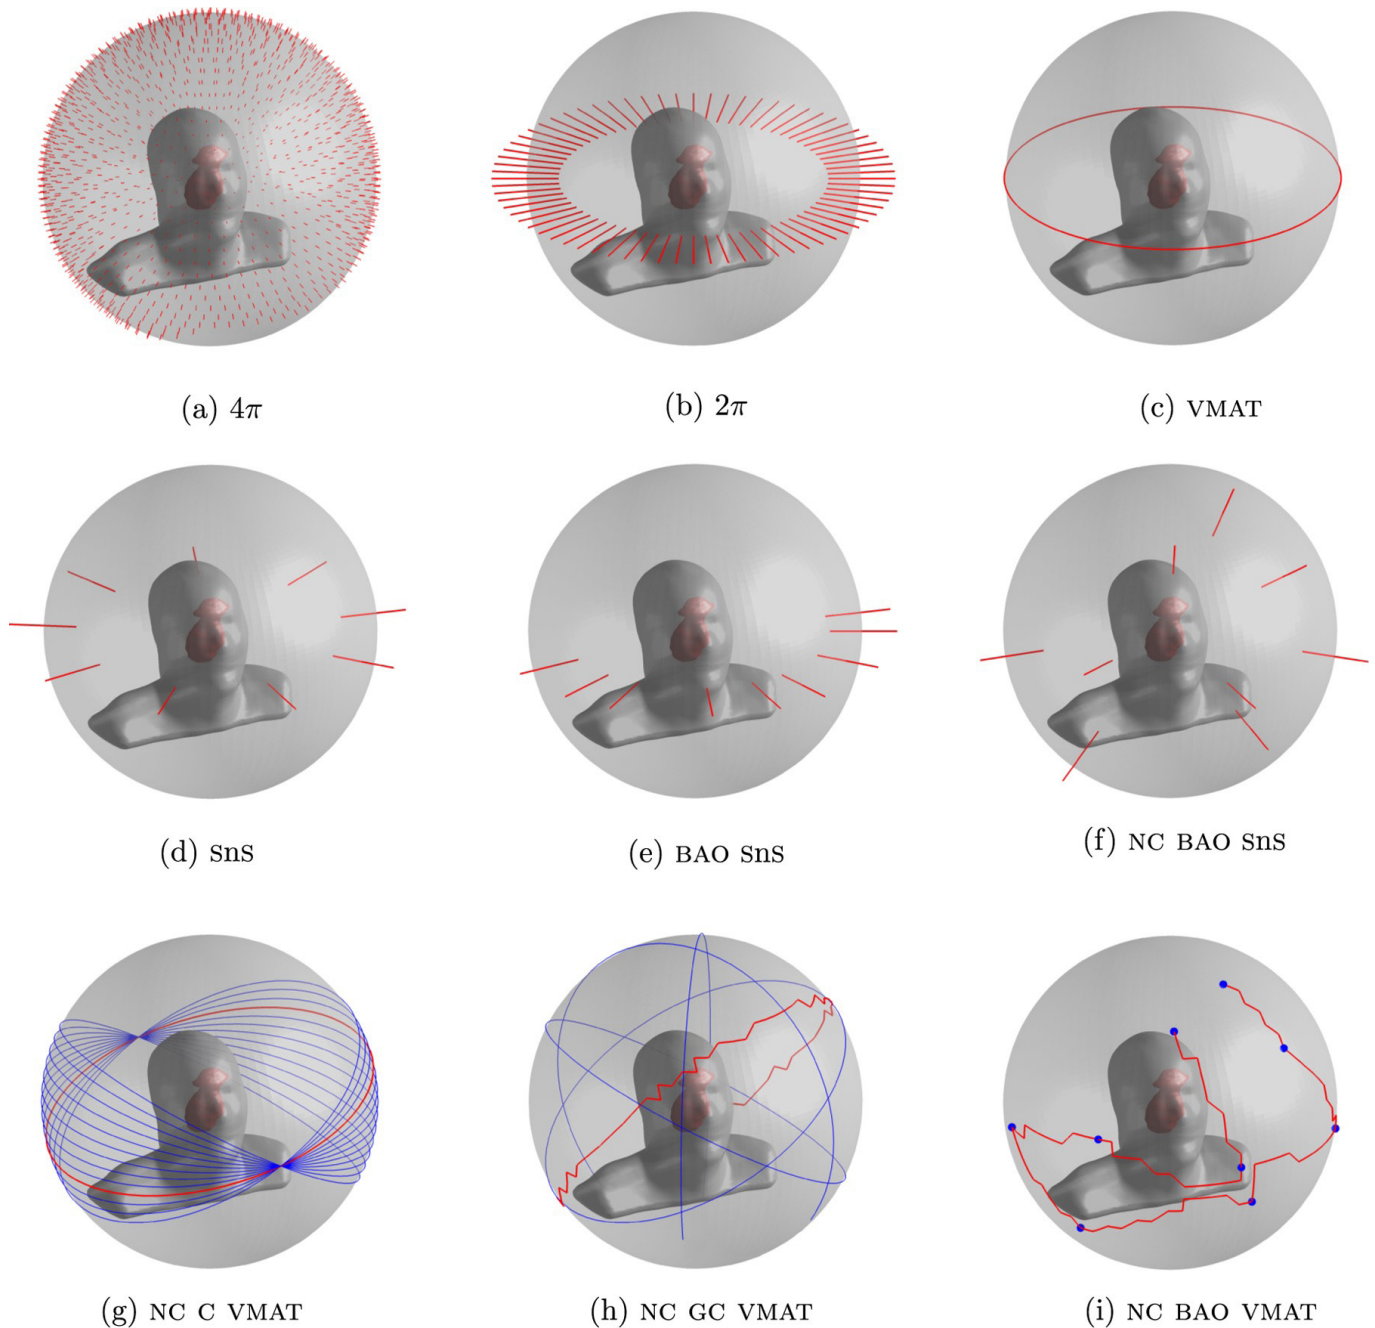 (a) 4π
(b) 2π
(c) VMAT
(d) SnS
(e) BAO SnS
(f) NC BAO SnS
(g) NC C VMAT
(h) NC GC VMAT
(i) NC BAO VMAT